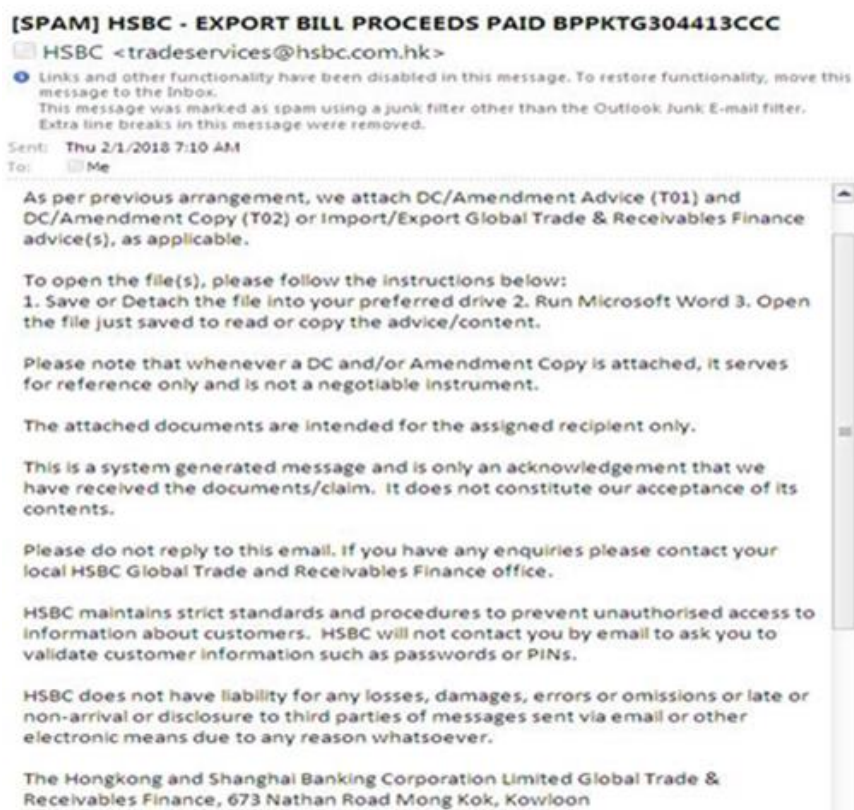 [SPAM] HSBC - EXPORT BILL PROCEEDS PAID BPPKTG304413CCC
HSBC <tradeservices@hsbc.com.hk>
Links and other functionality have been disabled in this message. To restore functionality, move this
message to the Inbox.
This message was marked as spam using a junk filter other than the Outlook Junk E-mail filter.
Extra line breaks in this message were removed.
Sent: Thu 2/1/2018 7:10 AM
To: Me
As per previous arrangement, we attach DC/Amendment Advice (T01) and
DC/Amendment Copy (T02) or Import/Export Global Trade & Receivables Finance
advice(s), as applicable.
To open the file(s), please follow the instructions below:
1. Save or Detach the file into your preferred drive 2. Run Microsoft Word 3. Open
the file just saved to read or copy the advice/content.
Please note that whenever a DC and/or Amendment Copy is attached, it serves
for reference only and is not a negotiable instrument.
The attached documents are intended for the assigned recipient only.
This is a system generated message and is only an acknowledgement that we
have received the documents/claim. It does not constitute our acceptance of its
contents.
Please do not reply to this email. If you have any enquiries please contact your
local HSBC Global Trade and Receivables Finance office.
HSBC maintains strict standards and procedures to prevent unauthorised access to
information about customers. HSBC will not contact you by email to ask you to
validate customer information such as passwords or PINs.
HSBC does not have liability for any losses, damages, errors or omissions or late or
non-arrival or disclosure to third parties of messages sent via email or other
electronic means due to any reason whatsoever.
The Hongkong and Shanghai Banking Corporation Limited Global Trade &
Receivables Finance, 673 Nathan Road Mong Kok, Kowloon